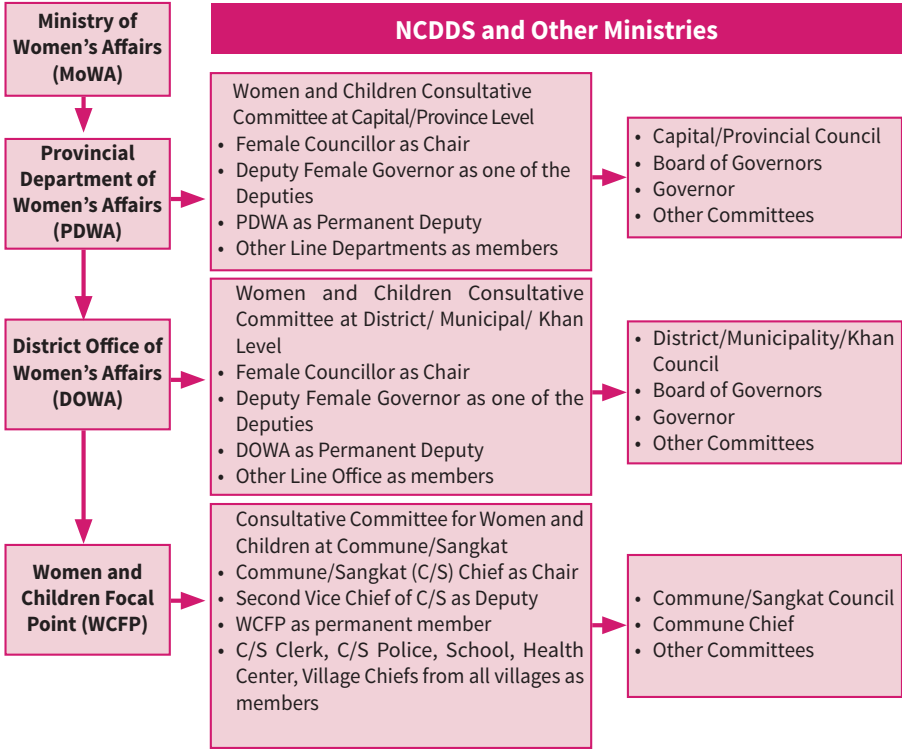 Ministry of
Women’s Affairs
(MoWA)
NCDDS and Other Ministries
Provincial
Department of
Women’s Affairs
(PDWA)
Women and Children Consultative
Committee at Capital/Province Level
• Female Councillor as Chair
• Deputy Female Governor as one of the
Deputies
• PDWA as Permanent Deputy
• Other Line Departments as members
• Capital/Provincial Council
• Board of Governors
• Governor
• Other Committees
District Office of
Women’s Affairs
(DOWA)
Women and Children Consultative
Committee at District/ Municipal/ Khan
Level
• Female Councillor as Chair
• Deputy Female Governor as one of the
Deputies
• DOWA as Permanent Deputy
• Other Line Office as members
• District/Municipality/Khan
Council
• Board of Governors
• Governor
• Other Committees
Women and
Children Focal
Point (WCFP)
Consultative Committee for Women and
Children at Commune/Sangkat
• Commune/Sangkat (C/S) Chief as Chair
• Second Vice Chief of C/S as Deputy
• WCFP as permanent member
• C/S Clerk, C/S Police, School, Health
Center, Village Chiefs from all villages as
members
• Commune/Sangkat Council
• Commune Chief
• Other Committees